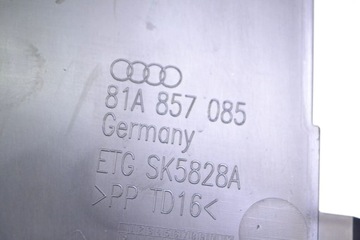 81A 857 085
Germany
ETG SK5828A
>PP TD16<